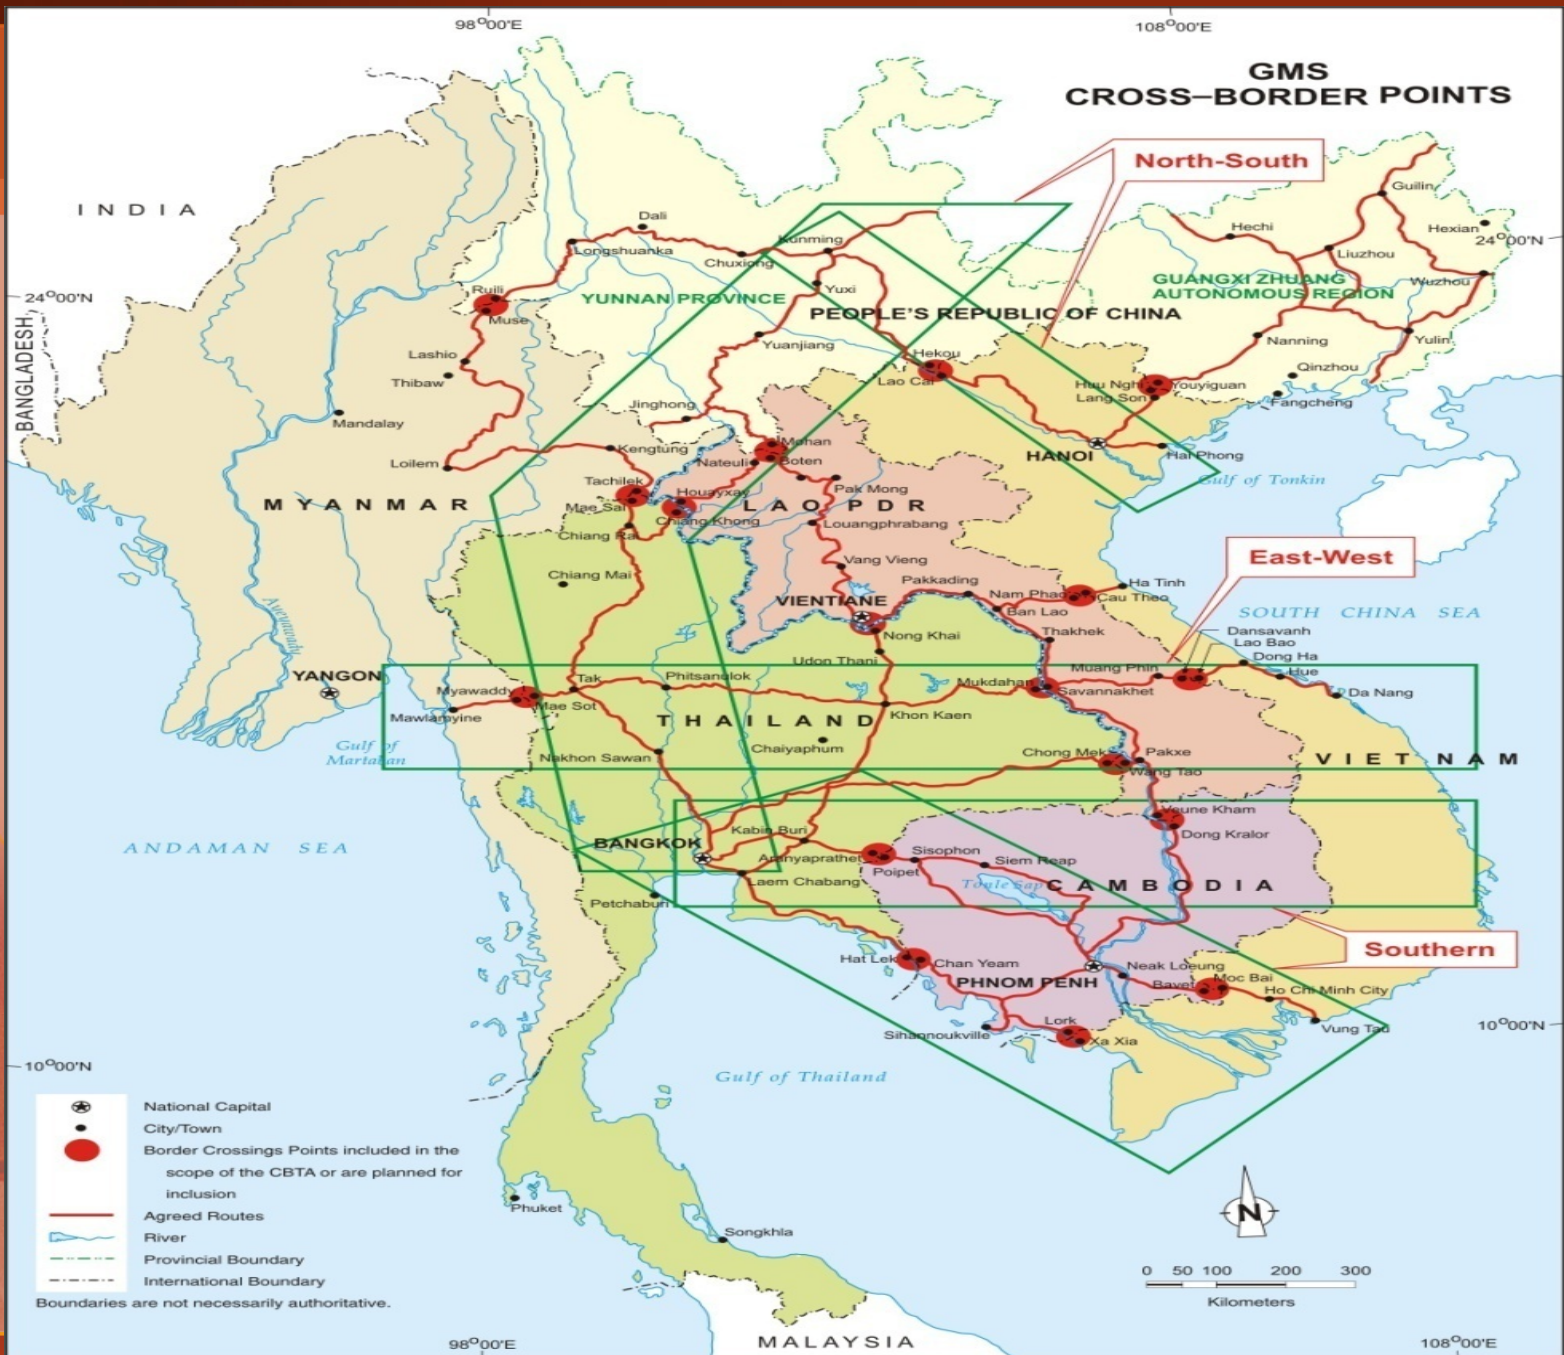 98°00'E
108°00'E
GMS
CROSS–BORDER POINTS
North-South
INDIA
Guilin
Dali
Hechi
Hexian
24°00'N
Kunming
Longshuanka
Chuxiong
Liuzhou
Wuzhou
GUANGXI ZHUANG
AUTONOMOUS REGION
24°00'N
Ruili
Yuxi
YUNNAN PROVINCE
PEOPLE'S REPUBLIC OF CHINA
Muse
BANGLADESH
Yuanjiang
Nanning
Yulin
Lashio
Hekou
Thibaw
Lao Cai
Qinzhou
Huu Nghi
Youyiguan
Lang Son
Fangcheng
Jinghong
Mandalay
Mohan
Kengtung
Loilem
Nateuli
Boten
HANOI
Hai Phong
Tachilek
Houayxay
Pak Mong
Gulf of Tonkin
MYANMAR
LAO PDR
Mae Sai
Chiang Khong
Louangphrabang
Chiang Rai
East-West
Vang Vieng
Chiang Mai
Pakkading
Ha Tinh
Nam Phao
Cau Theo
VIENTIANE
Ban Lao
SOUTH CHINA SEA
Ayeyarwady
Nong Khai
Thakhek
Dansavanh
Lao Bao
Udon Thani
Dong Ha
Muang Phin
Hue
YANGON
Tak
Phitsanulok
Mukdahan
Myawaddy
Savannakhet
Da Nang
Mae Sot
Mawlamyine
Khon Kaen
THAILAND
Gulf of
Martaban
Chaiyaphum
Nakhon Sawan
Chong Mek
Pakxe
VIET NAM
Wang Tao
Veune Kham
Kabin Buri
Dong Kralor
BANGKOK
ANDAMAN SEA
Aranyaprathet
Sisophon
Siem Reap
Poipet
Laem Chabang
Tonle Sap
CAMBODIA
Petchaburi
Southern
Hat Lek
Chan Yeam
Neak Loeung
PHNOM PENH
Bavet
Moc Bai
Ho Chi Minh City
Lork
Vung Tau
10°00'N
Sihannoukville
Xa Xia
10°00'N
Gulf of Thailand
National Capital
City/Town
Border Crossings Points included in the
scope of the CBTA or are planned for
inclusion
Agreed Routes
River
Provincial Boundary
International Boundary
Boundaries are not necessarily authoritative.
Phuket
Songkhla
N
0 50 100 200 300
Kilometers
MALAYSIA
98°00'E
108°00'E